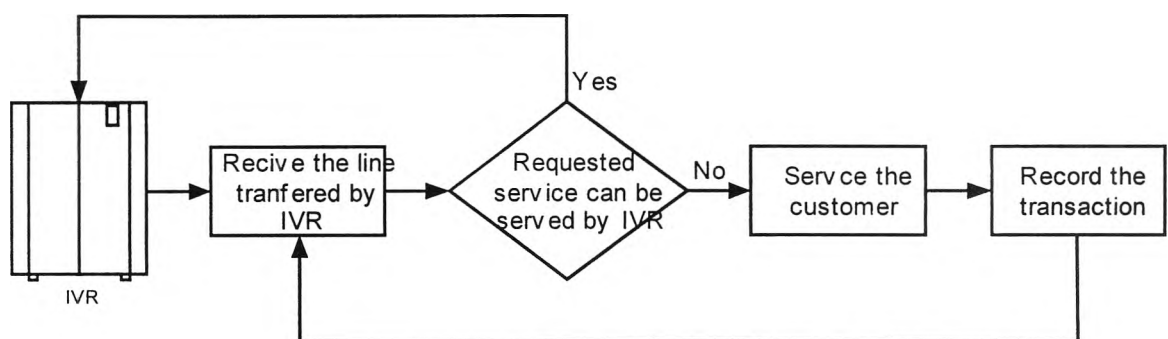 Yes
Recive the line
tranfered by
IVR
Requested
service can be
served by IVR
No
Servce the
customer
Record the
transaction
IVR